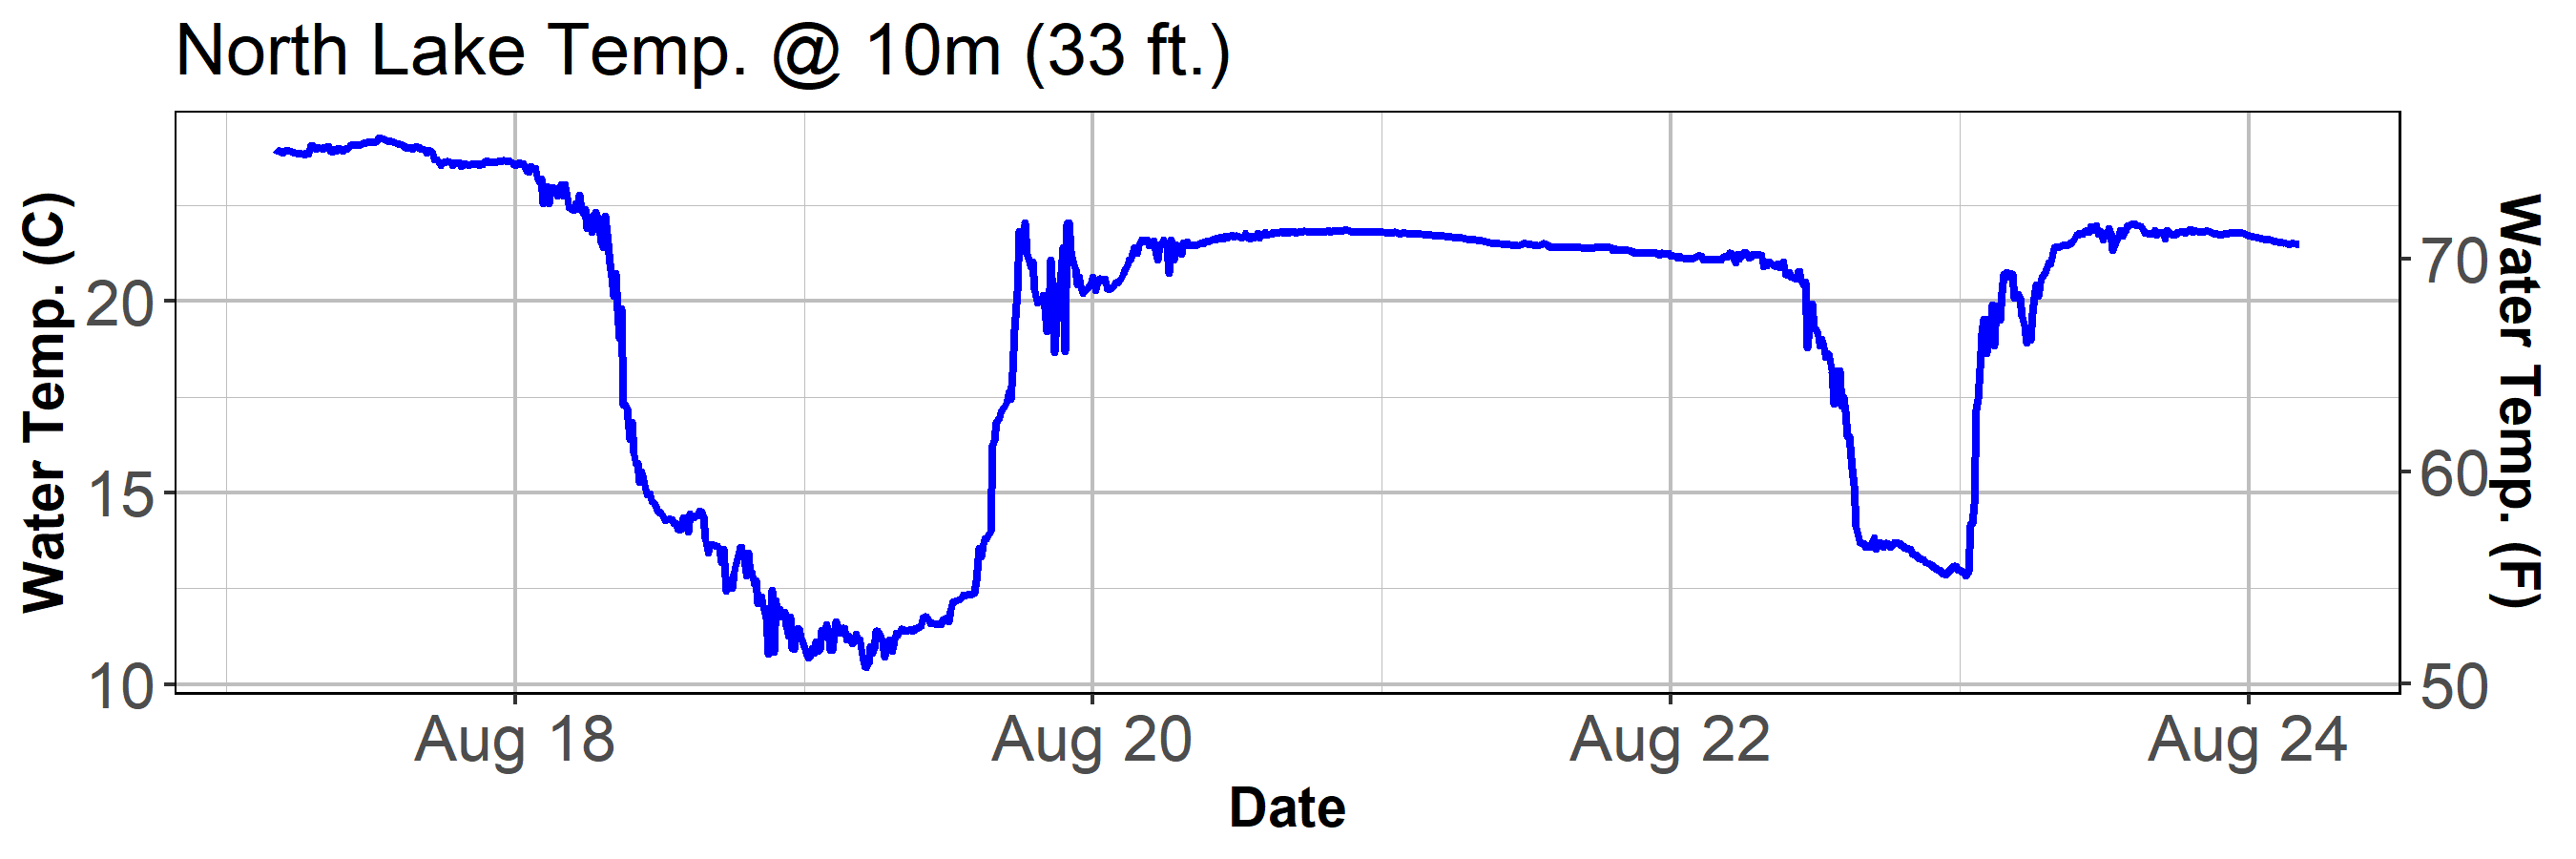 North Lake Temp. @ 10m (33 ft.)
Water Temp. (C)
20
15
10
70
60
50
Water Temp. (F)
Aug 18
Aug 20
Aug 22
Aug 24
Date